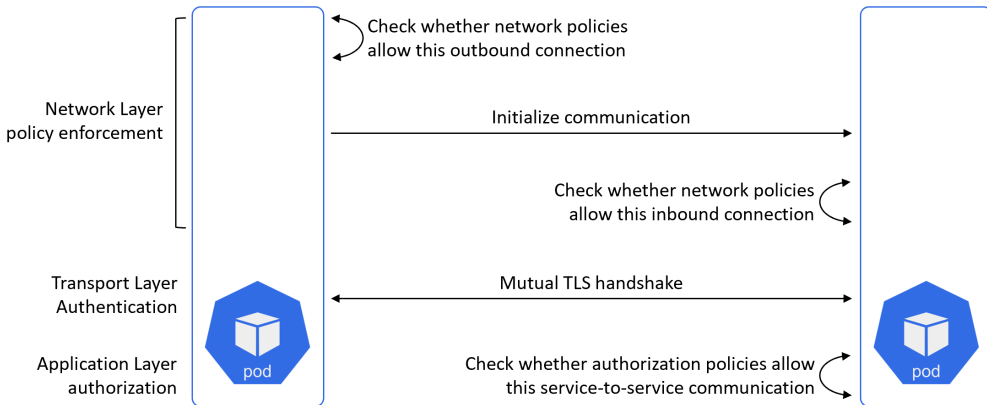 Check whether network policies
allow this outbound connection
Network Layer
policy enforcement
Initialize communication
Check whether network policies
allow this inbound connection
Transport Layer
Authentication
Mutual TLS handshake
pod
pod
Application Layer
authorization
Check whether authorization policies allow
this service-to-service communication